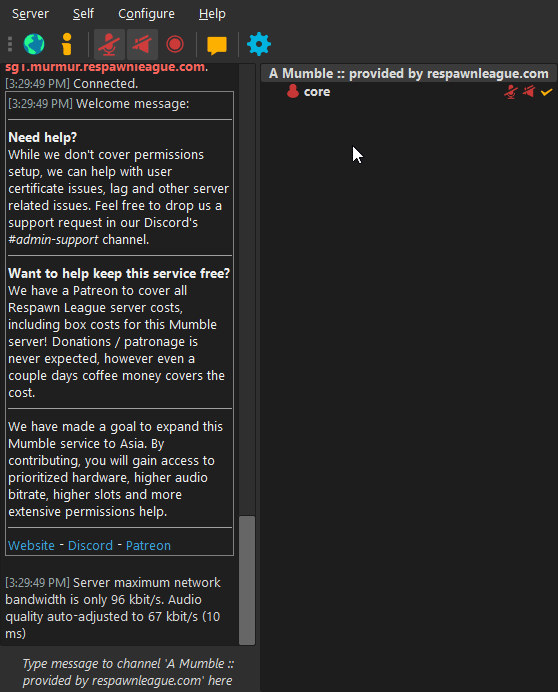 Server Self Configure Help
sg1.murmur.respawnleague.com.
[3:29:49 PM] Connected.
[3:29:49 PM] Welcome message:
Need help?
While we don't cover permissions
setup, we can help with user
certificate issues, lag and other server
related issues. Feel free to drop us a
support request in our Discord's
#admin-support channel.
Want to help keep this service free?
We have a Patreon to cover all
Respawn League server costs,
including box costs for this Mumble
server! Donations / patronage is
never expected, however even a
couple days coffee money covers the
cost.
We have made a goal to expand this
Mumble service to Asia. By
contributing, you will gain access to
prioritized hardware, higher audio
bitrate, higher slots and more
extensive permissions help.
Website - Discord - Patreon
[3:29:49 PM] Server maximum network
bandwidth is only 96 kbit/s. Audio
quality auto-adjusted to 67 kbit/s (10
ms)
Type message to channel 'A Mumble ::
provided by respawnleague.com' here
A Mumble :: provided by respawnleague.com
core